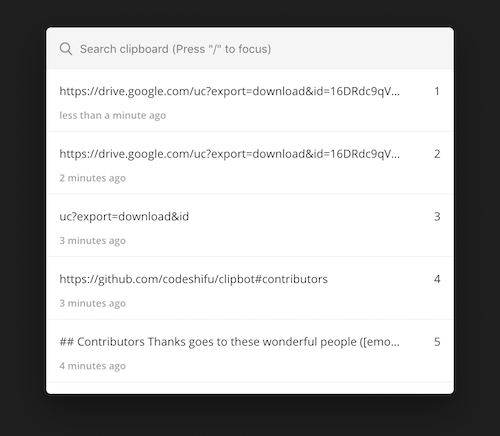 Search clipboard (Press "/" to focus)
https://drive.google.com/uc?export=download&id=16DRdc9qV... 1
less than a minute ago
https://drive.google.com/uc?export=download&id=16DRdc9qV... 2
2 minutes ago
uc?export=download&id 3
3 minutes ago
https://github.com/codeshifu/clipbot#contributors 4
3 minutes ago
## Contributors Thanks goes to these wonderful people ([emo... 5
4 minutes ago